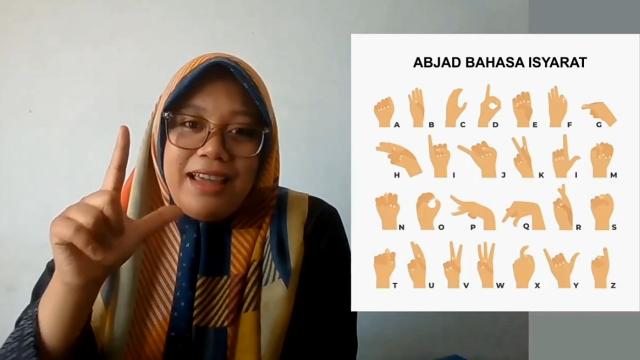 ABJAD BAHASA ISYARAT
A B C D E F G
H I J K I M
N O P Q R S
T U V W X Y Z